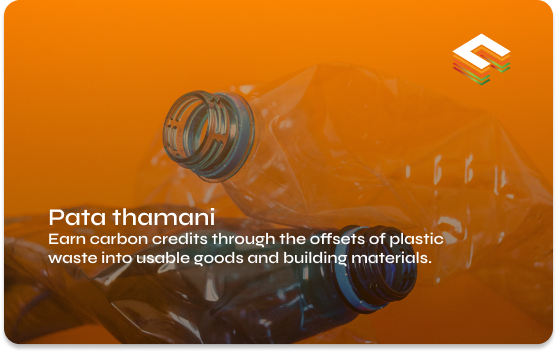 Pata thamani
Earn carbon credits through the offsets of plastic
waste into usable goods and building materials.